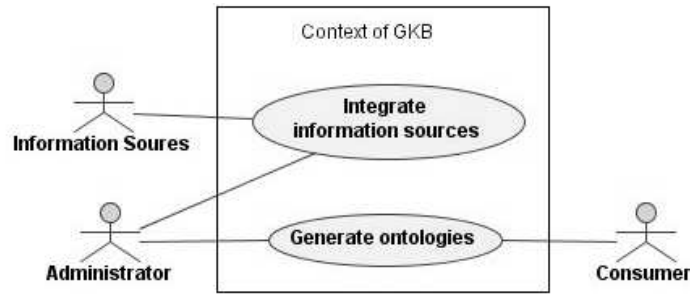 Context of GKB
Integrate
information sources
Information Soures
Generate ontologies
Administrator
Consumer